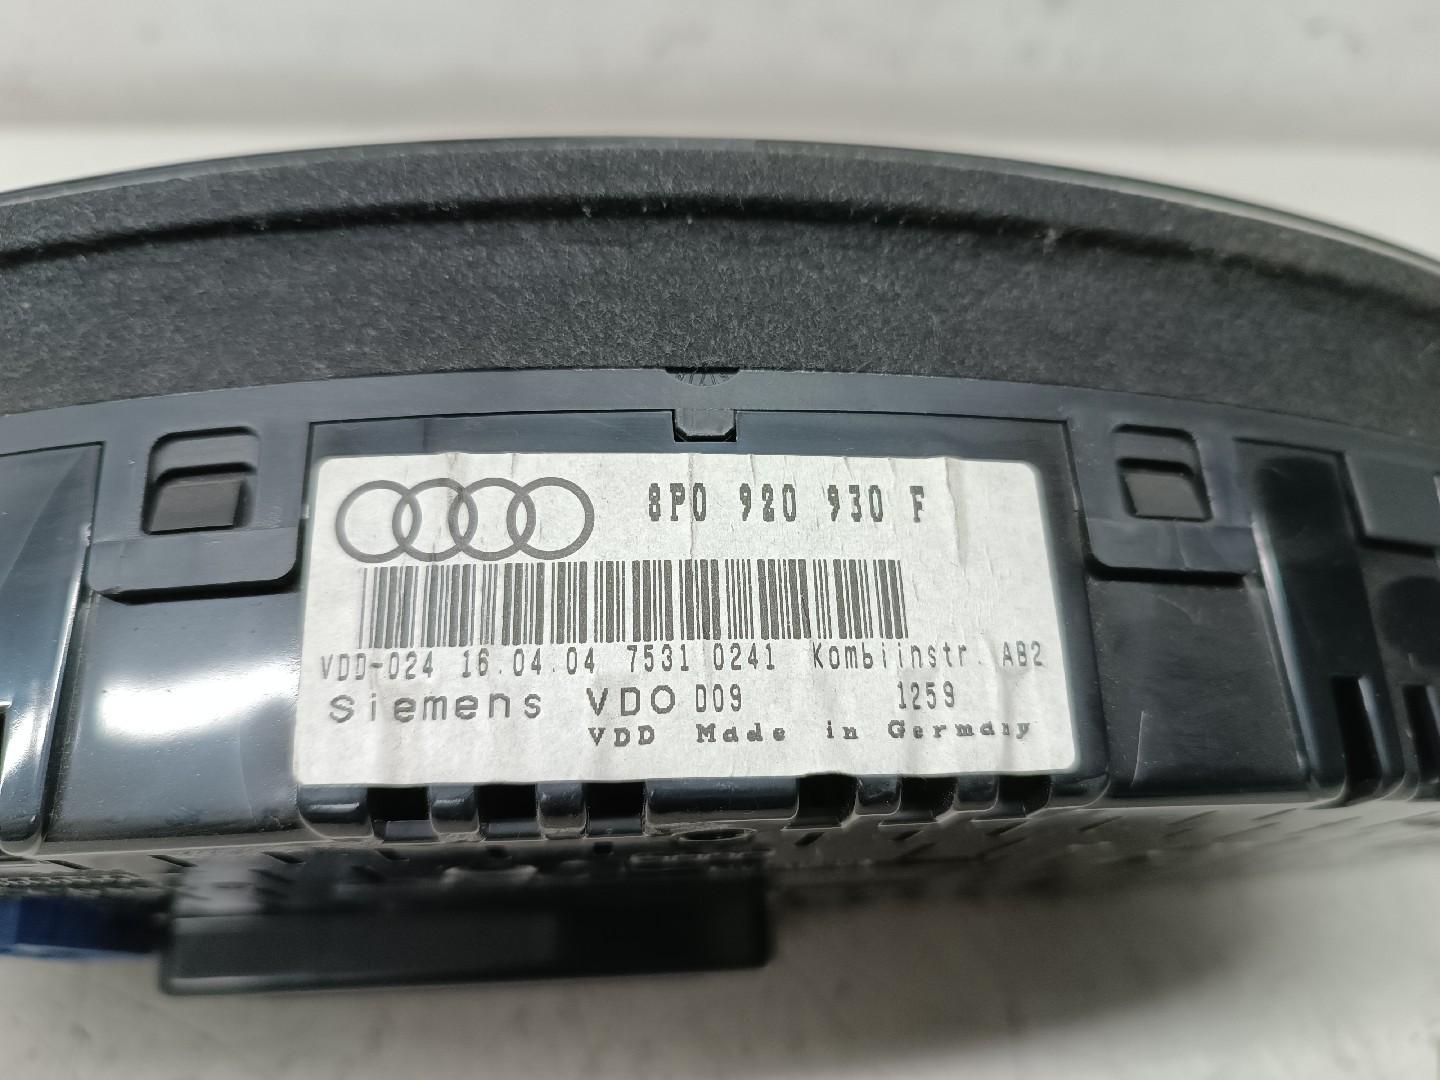 8P0 920 930 F
VDD-024 16.04.04 7531 0241 Kombiinstr. AB2
Siemens VDO D09 1259
VDD Made in Germany